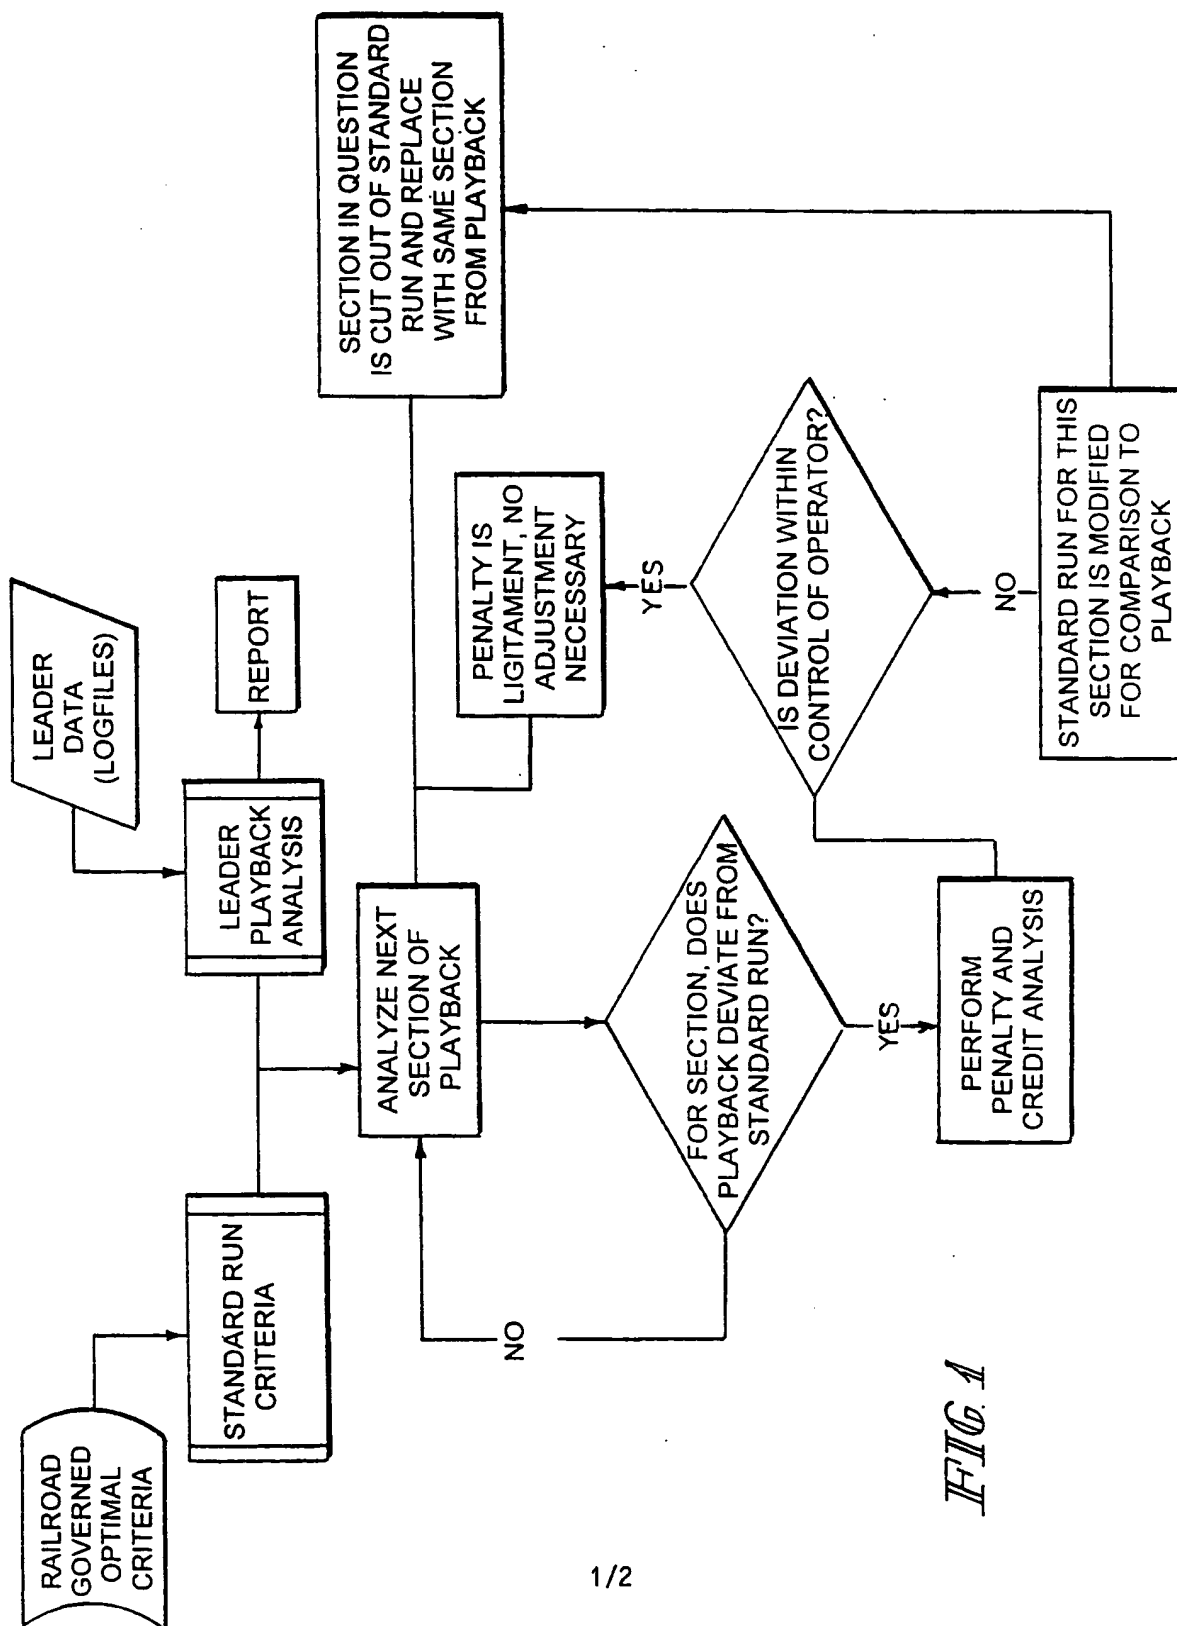 RAILROAD
GOVERNED
OPTIMAL
CRITERIA
STANDARD RUN
CRITERIA
LEADER
DATA
(LOGFILES)
LEADER
PLAYBACK
ANALYSIS
REPORT
ANALYZE NEXT
SECTION OF
PLAYBACK
SECTION IN QUESTION
IS CUT OUT OF STANDARD
RUN AND REPLACE
WITH SAME SECTION
FROM PLAYBACK
PENALTY IS
LIGITAMENT, NO
ADJUSTMENT
NECESSARY
NO
FOR SECTION, DOES
PLAYBACK DEVIATE FROM
STANDARD RUN?
YES
IS DEVIATION WITHIN
CONTROL OF OPERATOR?
YES
PERFORM
PENALTY AND
CREDIT ANALYSIS
NO
STANDARD RUN FOR THIS
SECTION IS MODIFIED
FOR COMPARISON TO
PLAYBACK
FIG. 1
1/2